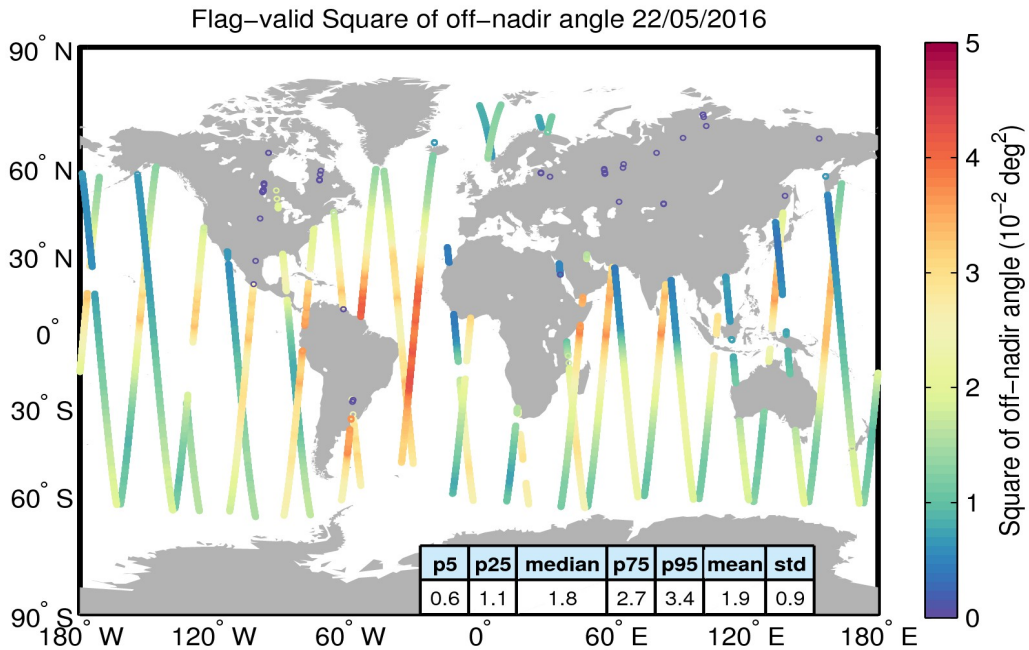 Flag−valid Square of off−nadir angle 22/05/2016
90° N
60° N
30° N
0°
30° S
60° S
90° S
180° W
120° W
60° W
0°
60° E
120° E
180° E
p5 p25 median p75 p95 mean std
0.6 1.1 1.8 2.7 3.4 1.9 0.9
5
4
3
2
1
0
Square of off−nadir angle (10⁻² deg²)